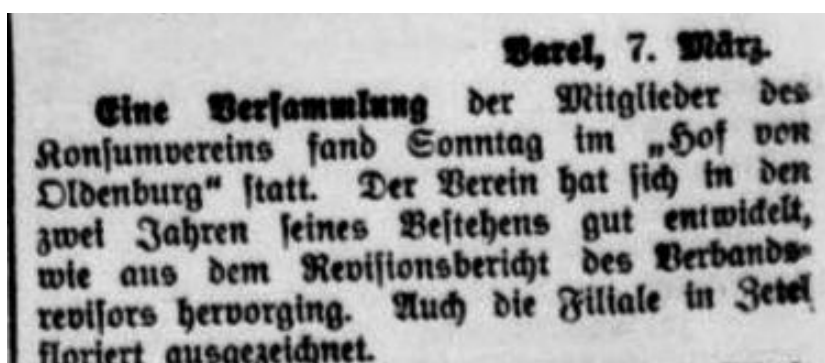 Varel, 7. März.
Eine Versammlung der Mitglieder des
Konsumvereins fand Sonntag im „Hof von
Oldenburg“ statt. Der Verein hat sich in den
zwei Jahren seines Bestehens gut entwickelt,
wie aus dem Revisionsbericht des Verbands-
revisors hervorging. Auch die Filiale in Zetel
floriert ausgezeichnet.